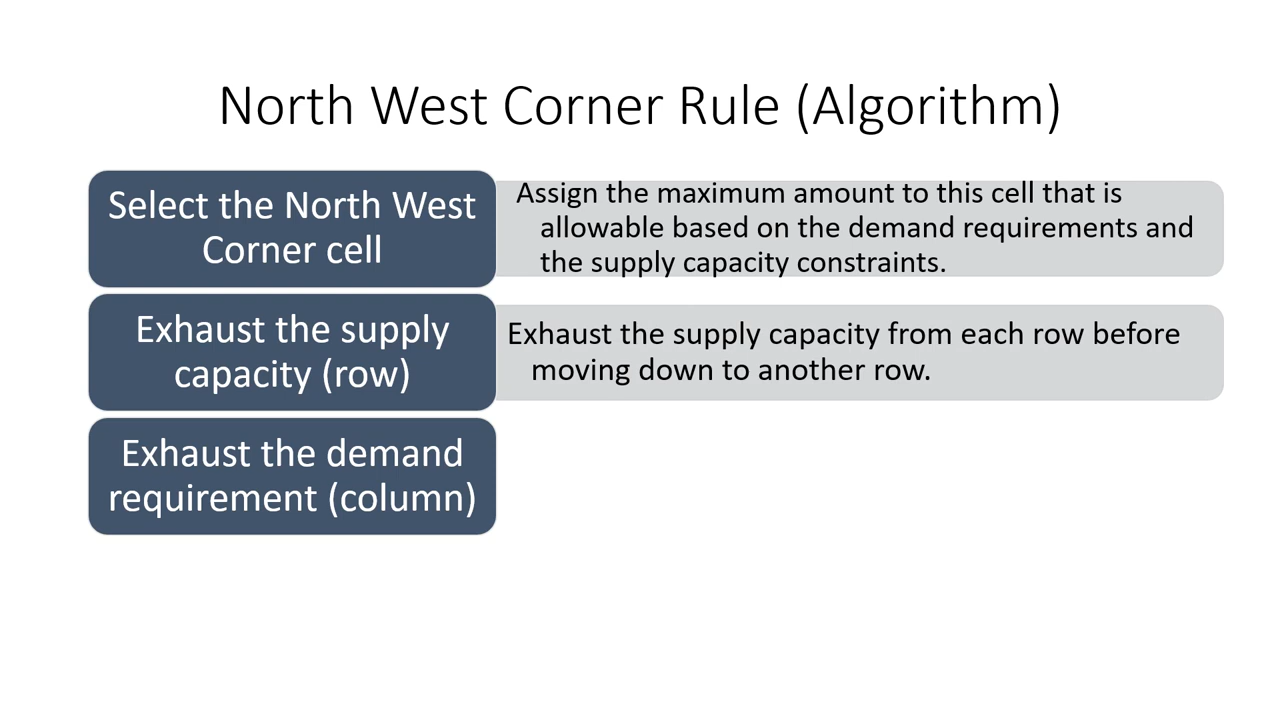 North West Corner Rule (Algorithm)
Select the North West
Corner cell
Assign the maximum amount to this cell that is
allowable based on the demand requirements and
the supply capacity constraints.
Exhaust the supply
capacity (row)
Exhaust the supply capacity from each row before
moving down to another row.
Exhaust the demand
requirement (column)